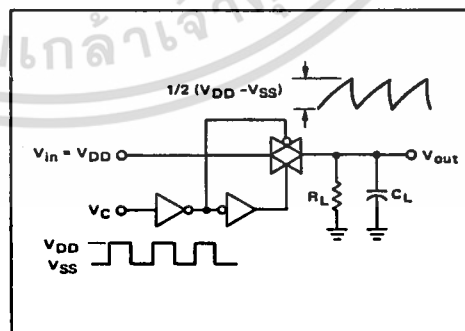 แกล้าเจ้า
1/2 (VDD -VSS)
Vin = VDD
Vout
RL
CL
VC
VDD
VSS